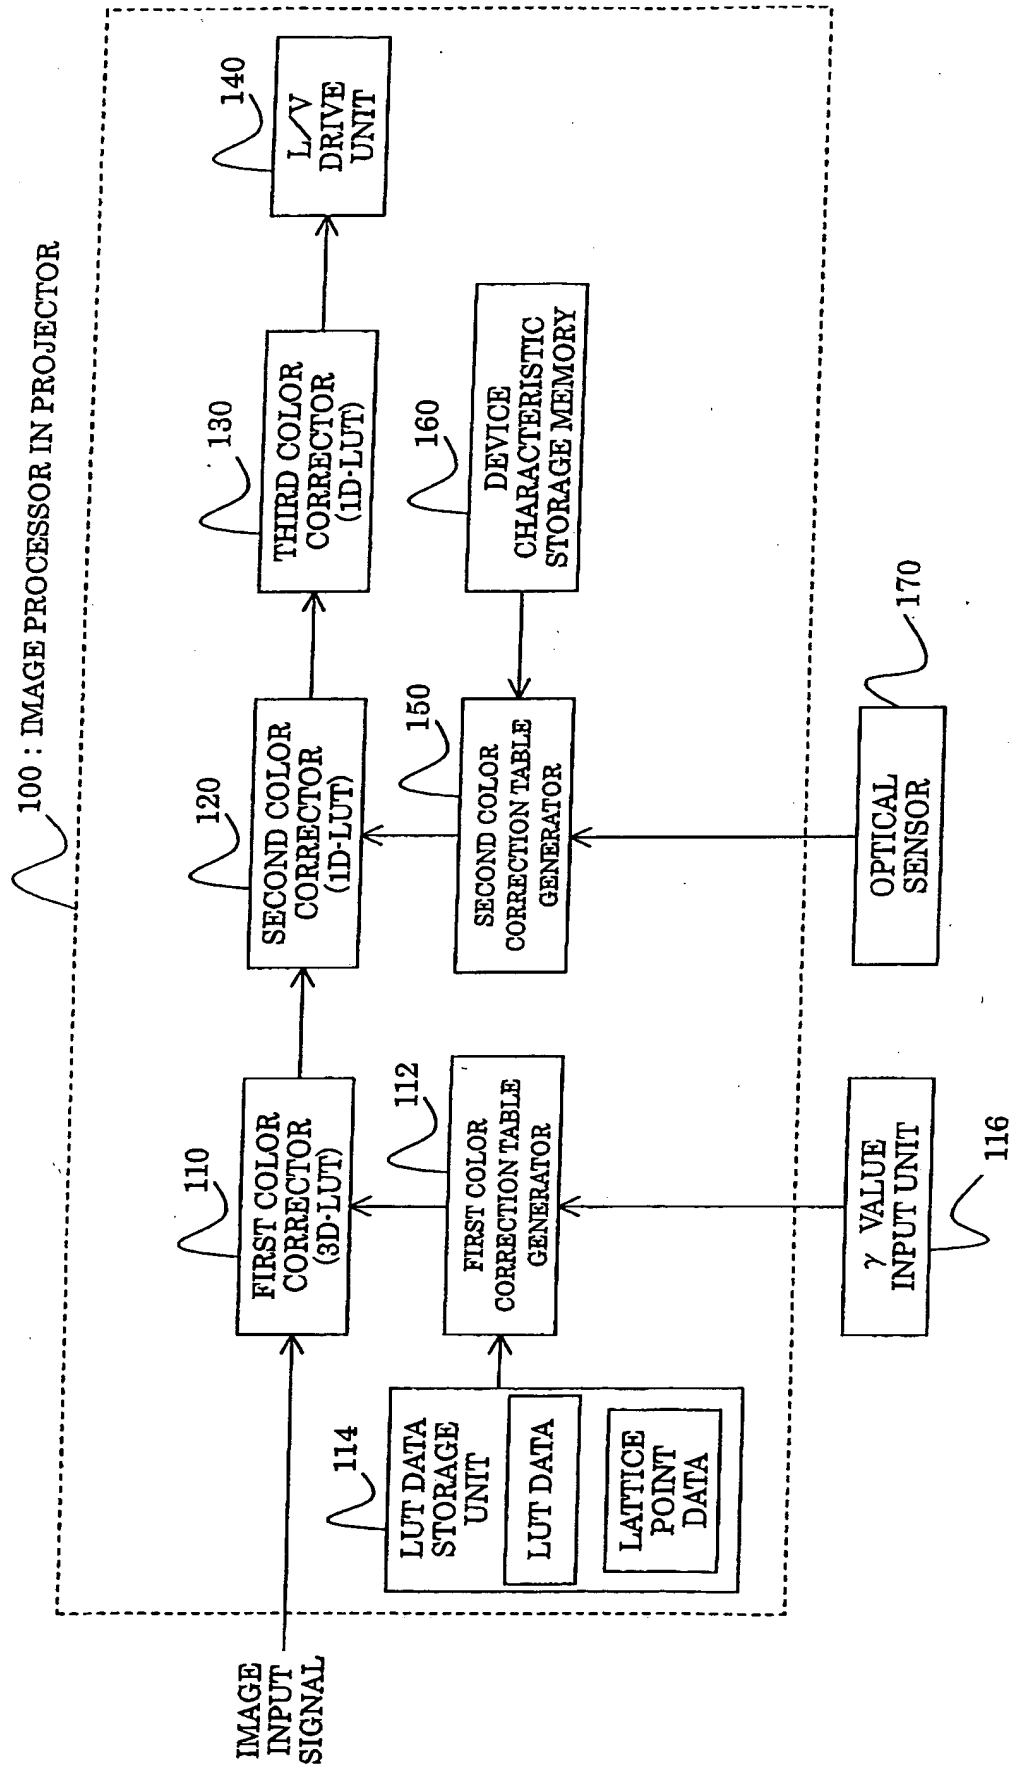 100 : IMAGE PROCESSOR IN PROJECTOR
IMAGE
INPUT
SIGNAL
110
FIRST COLOR
CORRECTOR
(3D-LUT)
120
SECOND COLOR
CORRECTOR
(1D-LUT)
130
THIRD COLOR
CORRECTOR
(1D-LUT)
140
L/V
DRIVE
UNIT
114
LUT DATA
STORAGE
UNIT
LUT DATA
LATTICE
POINT
DATA
112
FIRST COLOR
CORRECTION TABLE
GENERATOR
150
SECOND COLOR
CORRECTION TABLE
GENERATOR
160
DEVICE
CHARACTERISTIC
STORAGE MEMORY
γ VALUE
INPUT UNIT
116
OPTICAL
SENSOR
170